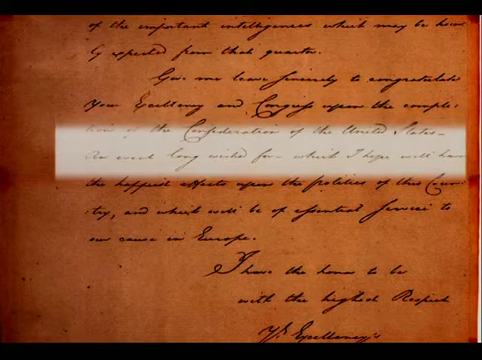 of the important intelligences which may be hour
ly expected from that quarter.
Give me leave sincerely to congratulate
Your Excellency and Congress upon the comple-
tion of the Confederation of the United States-
An event long wished for- which I hope will have
the happiest effects upon the politics of this Coun-
try, and which will be of essential Service to
our cause in Europe.
I have the honor to be
with the highest Respect
Yr. Excellency's